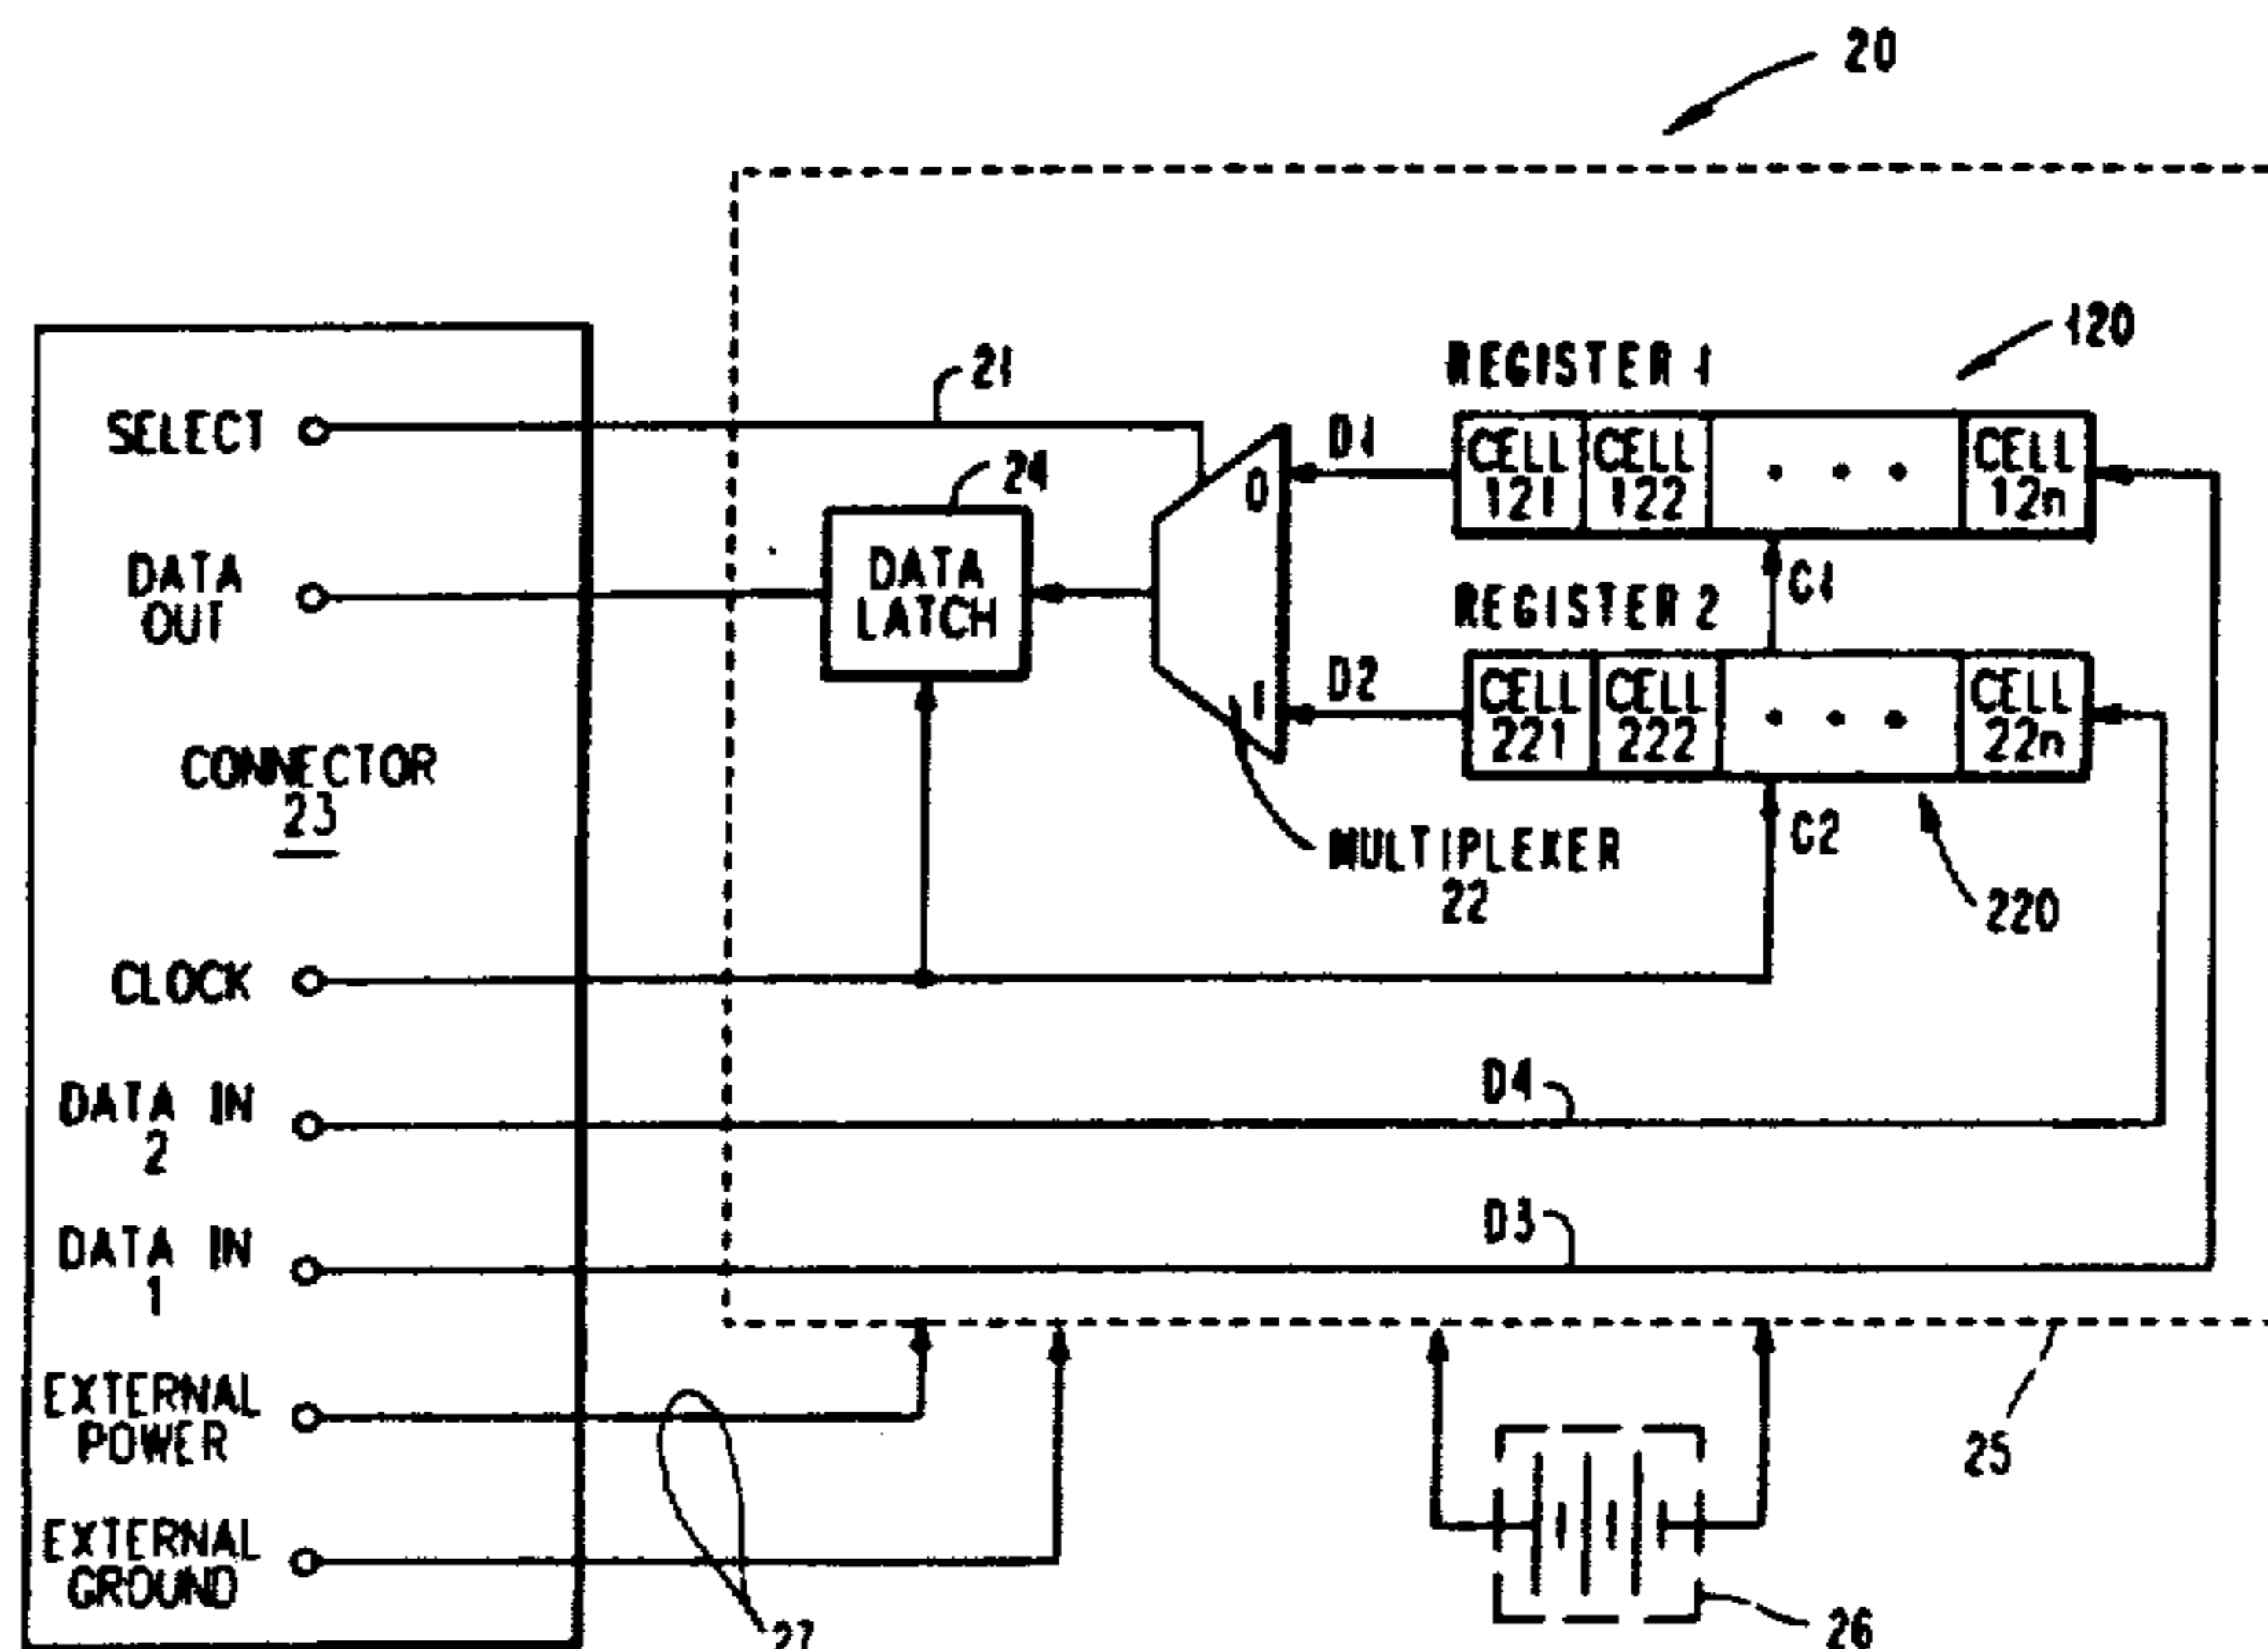 20
120
REGISTER 1
21
SELECT
D1
0
CELL
121
CELL
122
CELL
12n
24
DATA
OUT
DATA
LATCH
C1
REGISTER 2
D2
1
CELL
221
CELL
222
CELL
22n
CONNECTOR
23
C2
MULTIPLEXER
22
220
CLOCK
DATA IN
2
D4
DATA IN
1
D3
EXTERNAL
POWER
25
EXTERNAL
GROUND
27
26